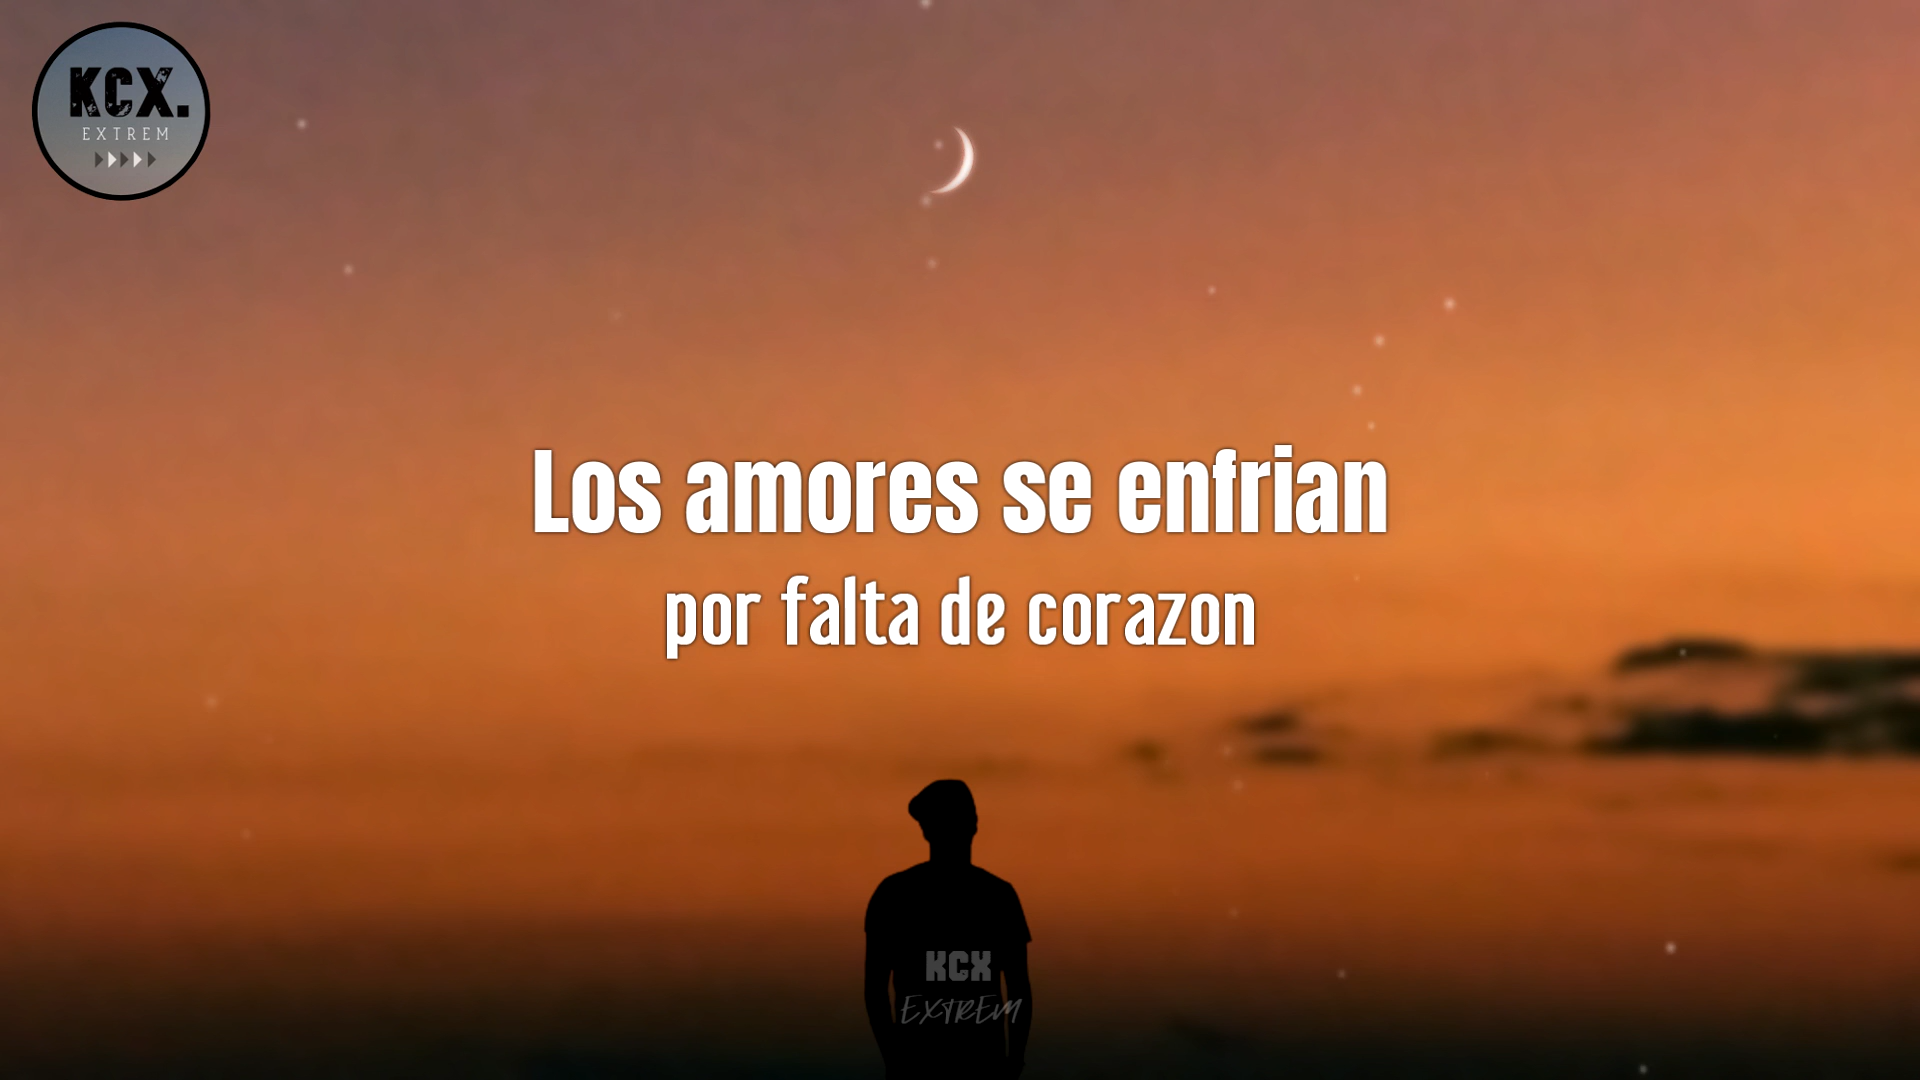 KCX.
EXTREM
Los amores se enfrian
por falta de corazon
KCX
EXTREM